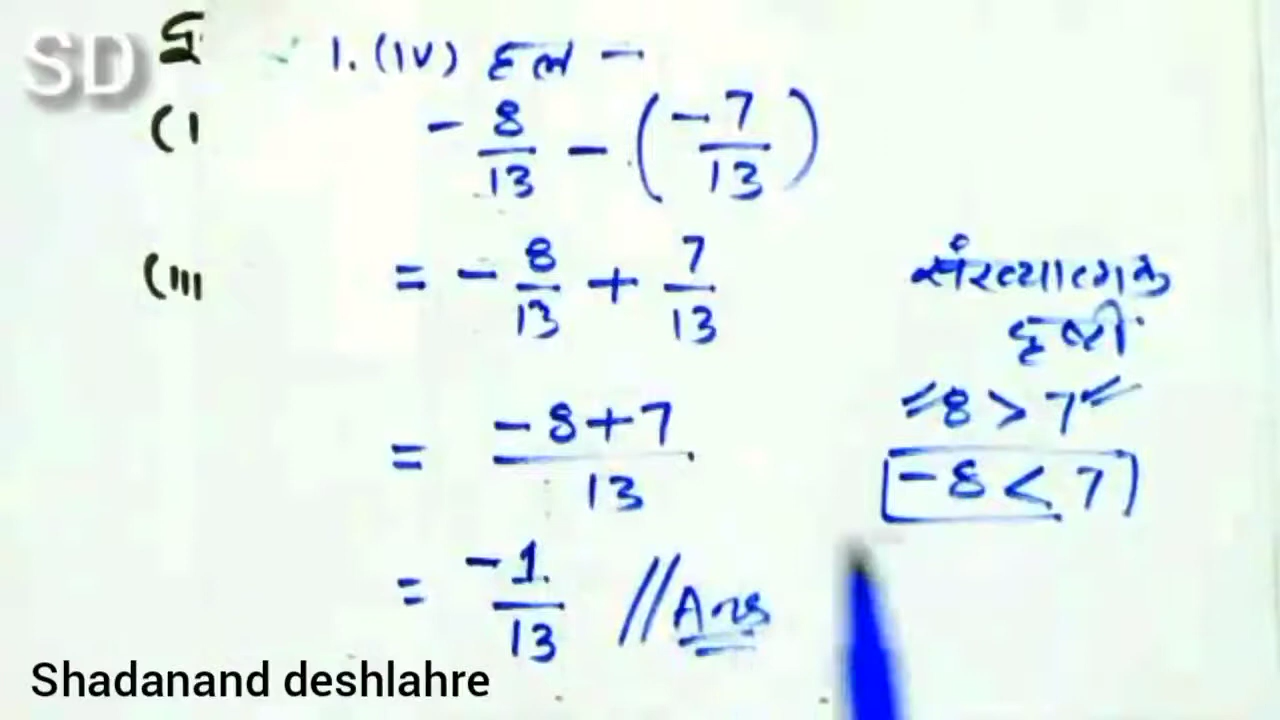 SD
(I
(III
1. (iv) हल -
- 8/13 - (-7/13)
= - 8/13 + 7/13
= -8+7/13
= -1/13 // Ans
संख्यात्मक
दृष्टी
8 > 7
-8 < 7
Shadanand deshlahre